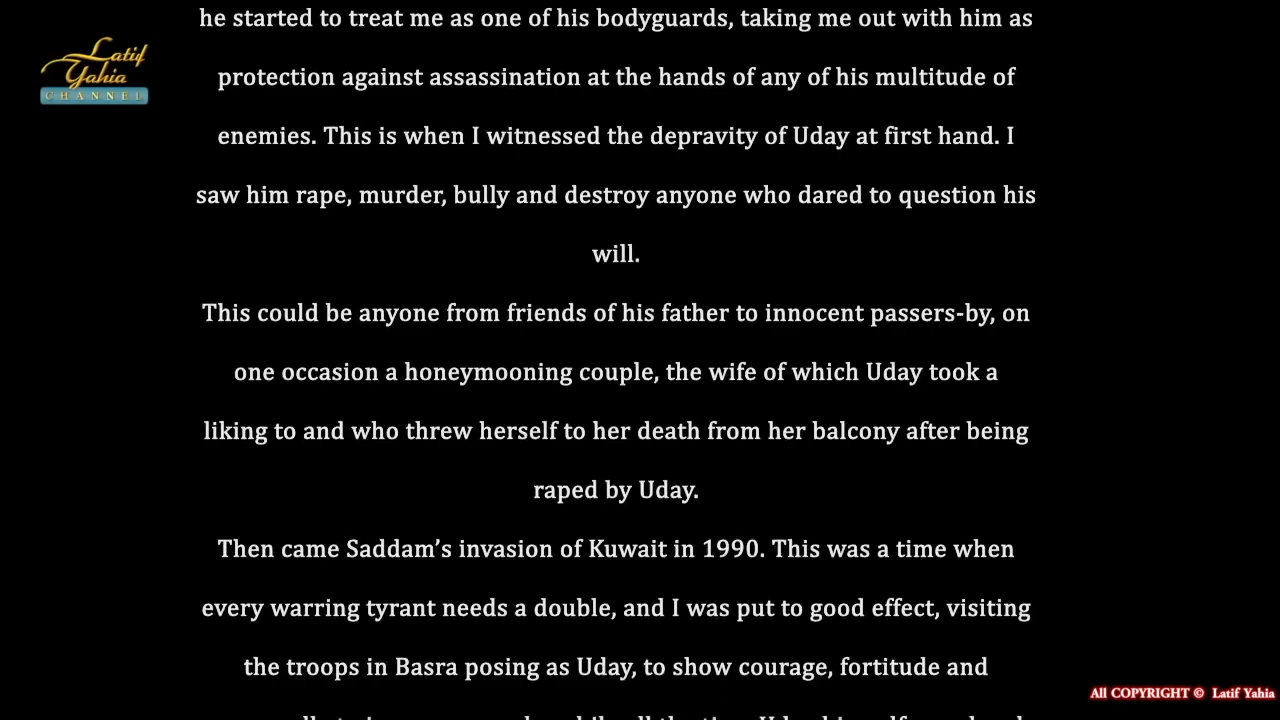 he started to treat me as one of his bodyguards, taking me out with him as
Latif
Yahia
CHANNEL
protection against assassination at the hands of any of his multitude of
enemies. This is when I witnessed the depravity of Uday at first hand. I
saw him rape, murder, bully and destroy anyone who dared to question his
will.
This could be anyone from friends of his father to innocent passers-by, on
one occasion a honeymooning couple, the wife of which Uday took a
liking to and who threw herself to her death from her balcony after being
raped by Uday.
Then came Saddam’s invasion of Kuwait in 1990. This was a time when
every warring tyrant needs a double, and I was put to good effect, visiting
the troops in Basra posing as Uday, to show courage, fortitude and
All COPYRIGHT © Latif Yahia